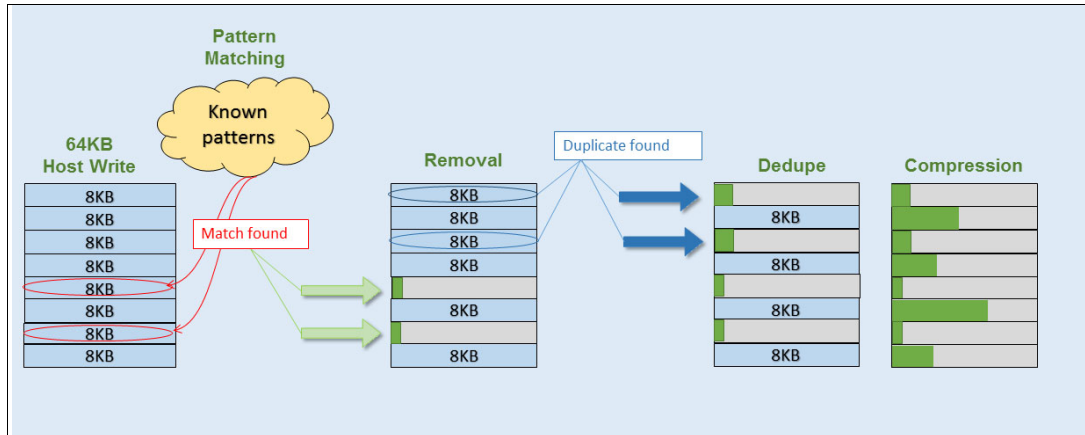 Pattern
Matching
Known
patterns
64KB
Host Write
8KB
8KB
8KB
8KB
8KB
8KB
8KB
8KB
Match found
Removal
8KB
8KB
8KB
8KB
8KB
8KB
Duplicate found
Dedupe
8KB
8KB
8KB
8KB
Compression